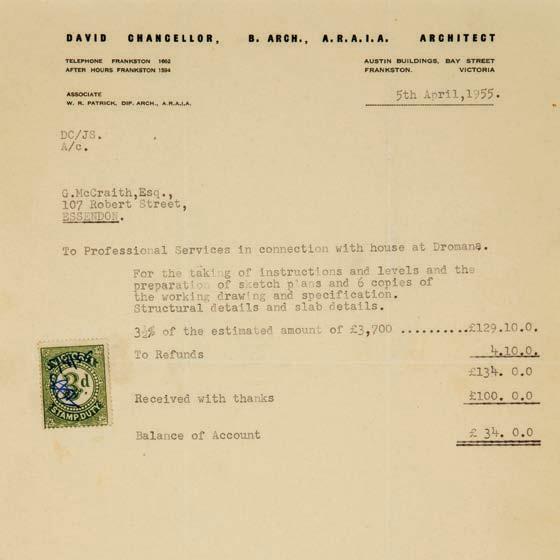 DAVID CHANCELLOR, B. ARCH., A.R.A.I.A. ARCHITECT
TELEPHONE FRANKSTON 1662
AFTER HOURS FRANKSTON 1594
AUSTIN BUILDINGS, BAY STREET
FRANKSTON. VICTORIA
ASSOCIATE
W. R. PATRICK, DIP. ARCH., A.R.A.I.A.
5th April,1955.
DC/JS.
A/c.
G.McCraith,Esq.,
107 Robert Street,
ESSENDON.
To Professional Services in connection with house at Dromana.
For the taking of instructions and levels and the
preparation of sketch plans and 6 copies of
the working drawing and specification.
Structural details and slab details.
3½% of the estimated amount of £3,700 ..........£129.10.0.
To Refunds 4.10.0.
£134. 0.0
Received with thanks £100. 0.0
Balance of Account £ 34. 0.0
3d.
STAMP DUTY